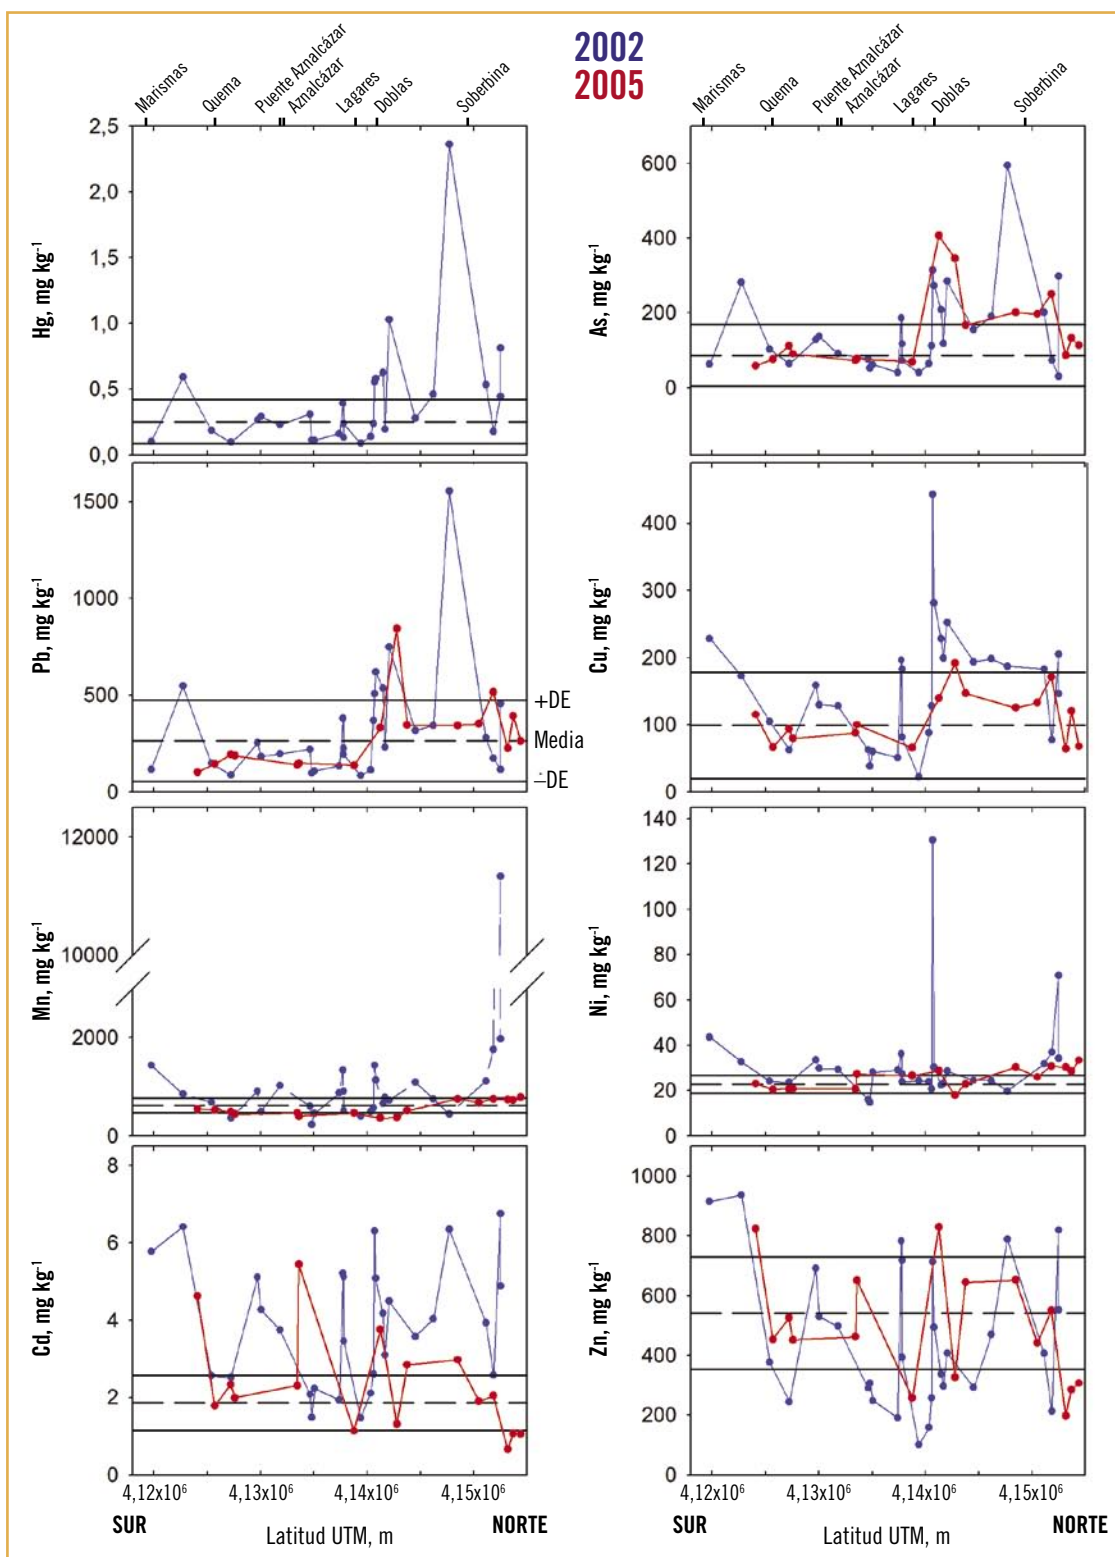 2002
2005
Marismas
Quema
Puente Aznalcázar
Aznalcázar
Lagares
Doblas
Soberbina
Marismas
Quema
Puente Aznalcázar
Aznalcázar
Lagares
Doblas
Soberbina
Hg, mg kg⁻¹
2,5
2,0
1,5
1,0
0,5
0,0
As, mg kg⁻¹
600
400
200
0
Pb, mg kg⁻¹
1500
1000
500
0
+DE
Media
–DE
Cu, mg kg⁻¹
400
300
200
100
0
Mn, mg kg⁻¹
12000
10000
2000
0
Ni, mg kg⁻¹
140
120
100
80
60
40
20
0
Cd, mg kg⁻¹
8
6
4
2
0
Zn, mg kg⁻¹
1000
800
600
400
200
0
4,12x10⁶ 4,13x10⁶ 4,14x10⁶ 4,15x10⁶
SUR Latitud UTM, m NORTE
4,12x10⁶ 4,13x10⁶ 4,14x10⁶ 4,15x10⁶
SUR Latitud UTM, m NORTE